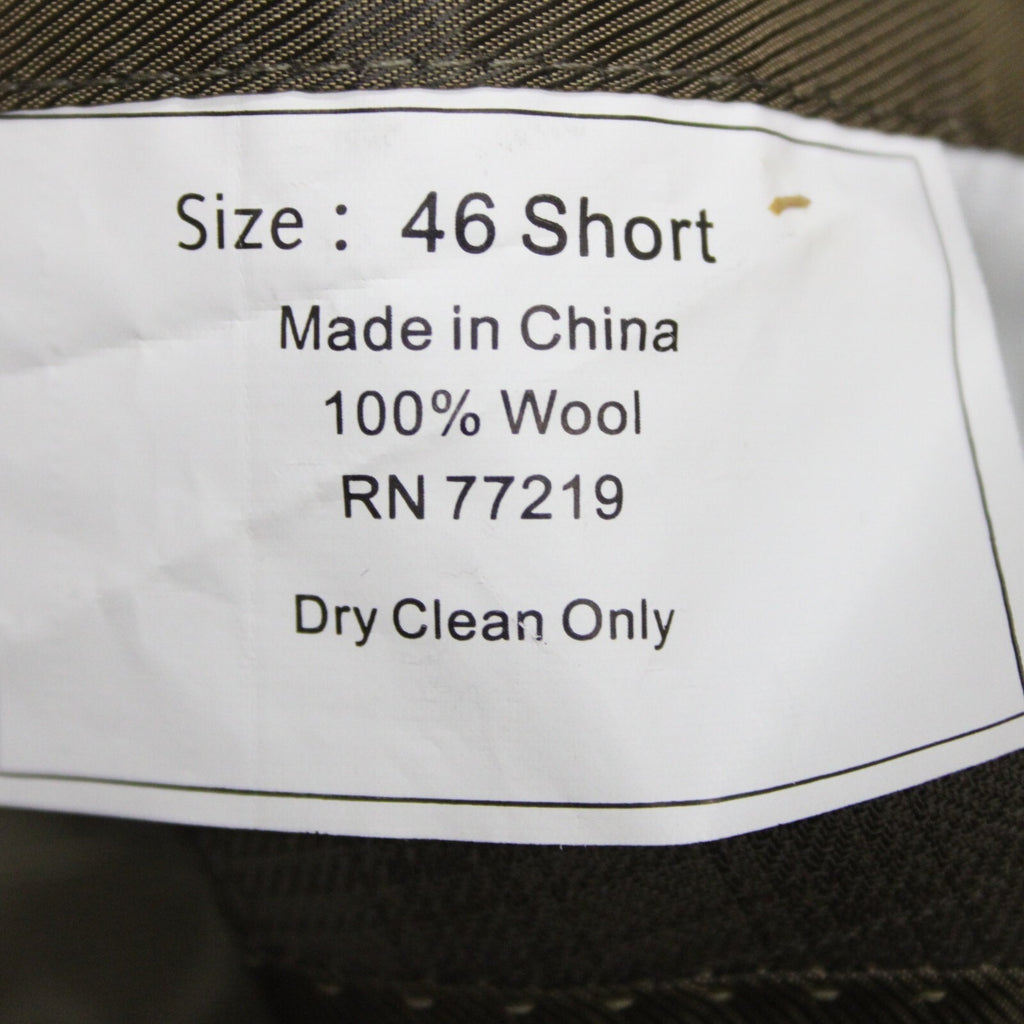 Size : 46 Short
Made in China
100% Wool
RN 77219
Dry Clean Only